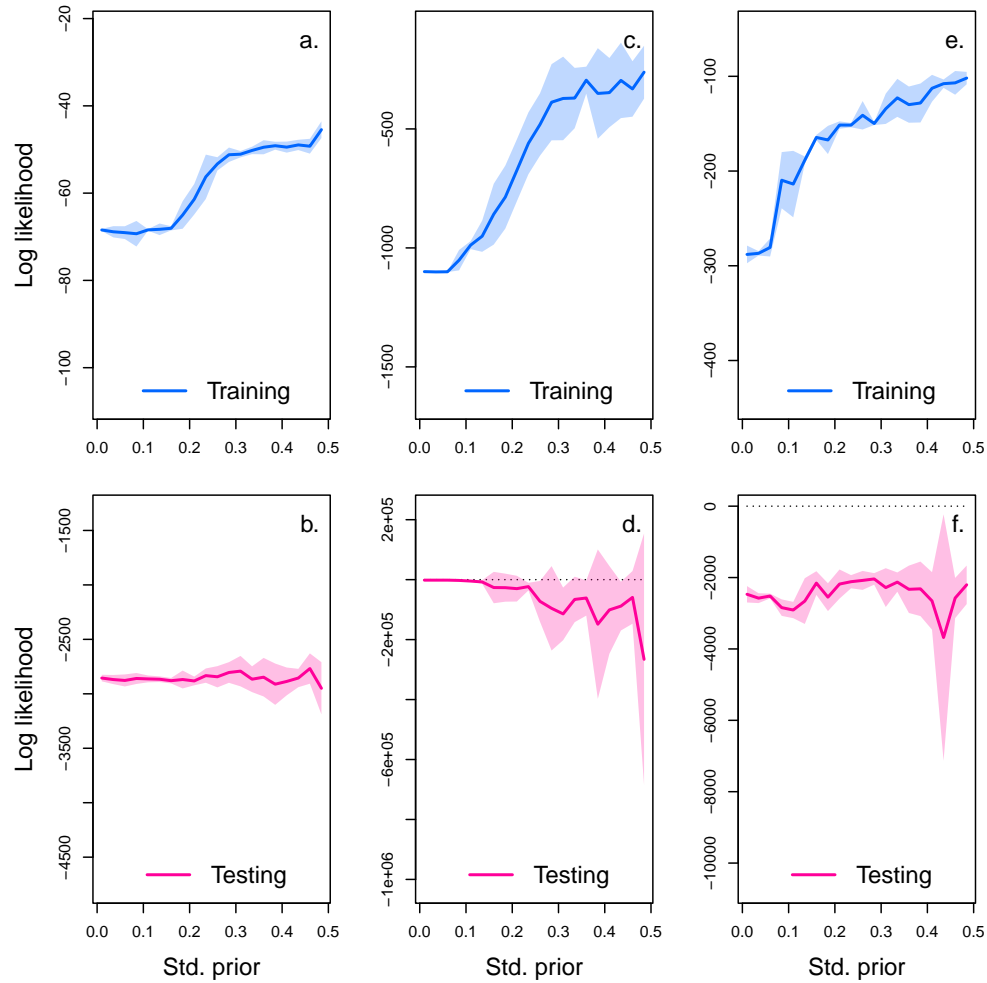 a.
Log likelihood
−20
−40
−60
−80
−100
Training
0.0 0.1 0.2 0.3 0.4 0.5
c.
−500
−1000
−1500
Training
0.0 0.1 0.2 0.3 0.4 0.5
e.
−100
−200
−300
−400
Training
0.0 0.1 0.2 0.3 0.4 0.5
b.
Log likelihood
−1500
−2500
−3500
−4500
Testing
0.0 0.1 0.2 0.3 0.4 0.5
Std. prior
d.
2e+05
−2e+05
−6e+05
−1e+06
Testing
0.0 0.1 0.2 0.3 0.4 0.5
Std. prior
f.
0
−2000
−4000
−6000
−8000
−10000
Testing
0.0 0.1 0.2 0.3 0.4 0.5
Std. prior